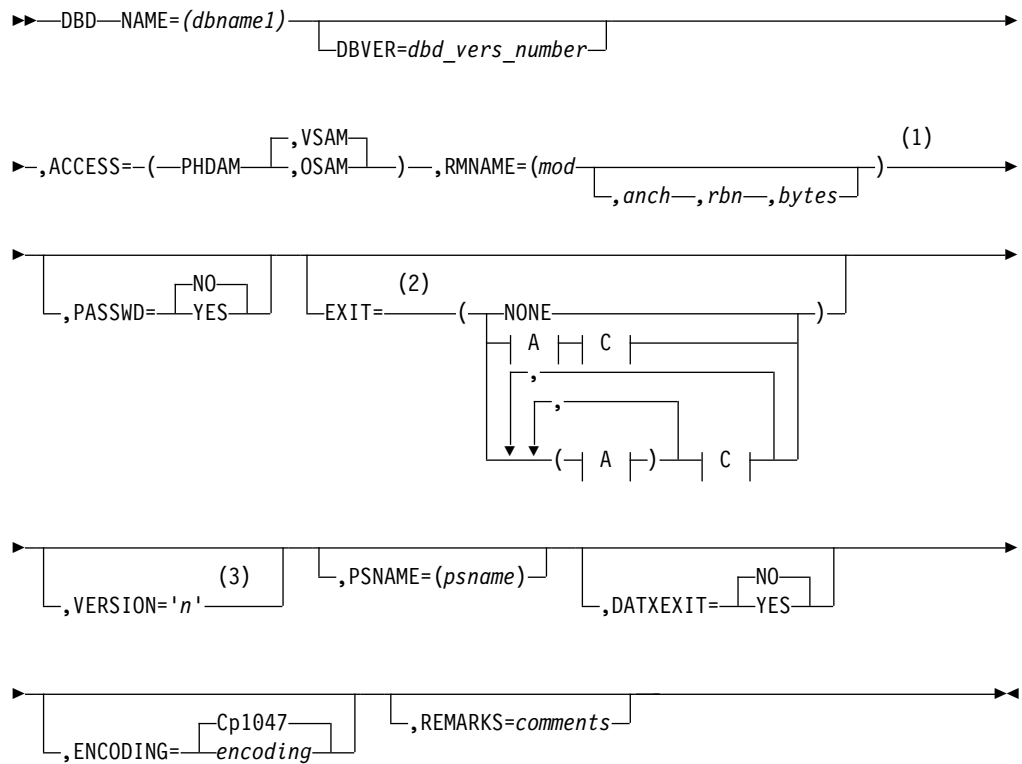 DBD NAME=(dbname1)
DBVER=dbd_vers_number
,VSAM (1)
,ACCESS= ( PHDAM ,OSAM ) ,RMNAME=(mod )
,anch ,rbn ,bytes
NO (2)
,PASSWD= YES EXIT= ( NONE )
A C
,
,
( A ) C
(3) ,PSNAME=(psname) NO
,VERSION='n' ,DATXEXIT= YES
Cp1047 ,REMARKS=comments
,ENCODING= encoding